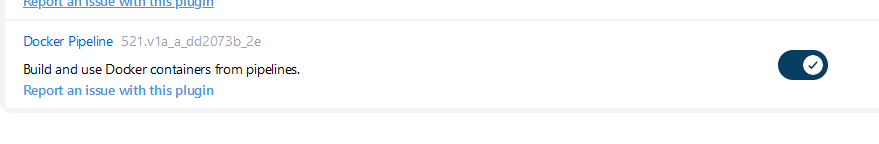 Report an issue with this plugin
Docker Pipeline 521.v1a_a_dd2073b_2e
Build and use Docker containers from pipelines.
Report an issue with this plugin